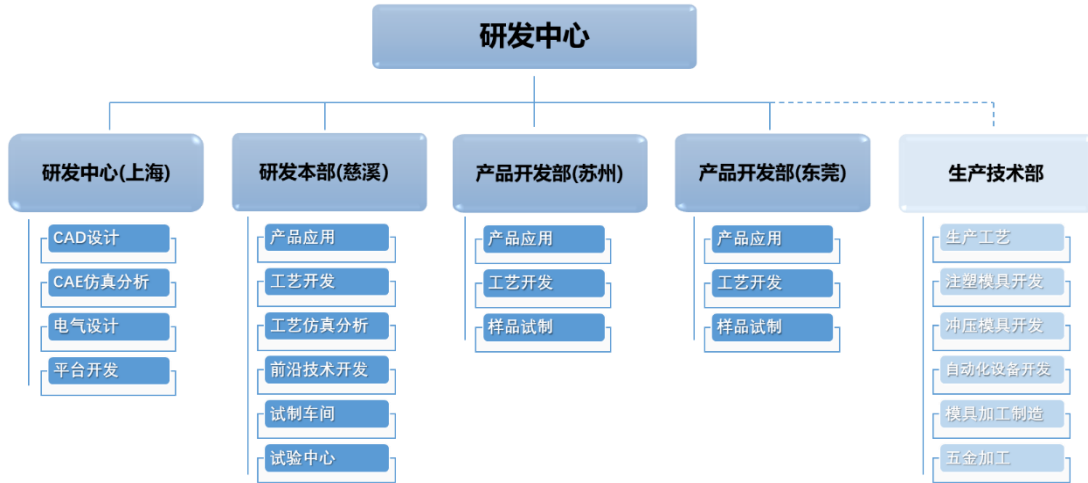 研发中心
研发中心(上海)
CAD设计
CAE仿真分析
电气设计
平台开发
研发本部(慈溪）
产品应用
工艺开发
工艺仿真分析
前沿技术开发
试制车间
试验中心
产品开发部(苏州)
产品应用
工艺开发
样品试制
产品开发部(东莞)
产品应用
工艺开发
样品试制
生产技术部
生产工艺
注塑模具开发
冲压模具开发
自动化设备开发
模具加工制造
五金加工